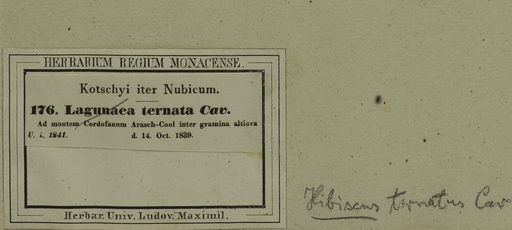 HERBARIUM REGIUM MONACENSE.
Kotschyi iter Nubicum.
176. Lagunaea ternata Cav.
Ad montem Cordofanum Arasch-Cool inter gramina altiora
U. i. 1841. d. 14. Oct. 1839.
Herbar. Univ. Ludov. Maximil.
Hibiscus ternatus Cav